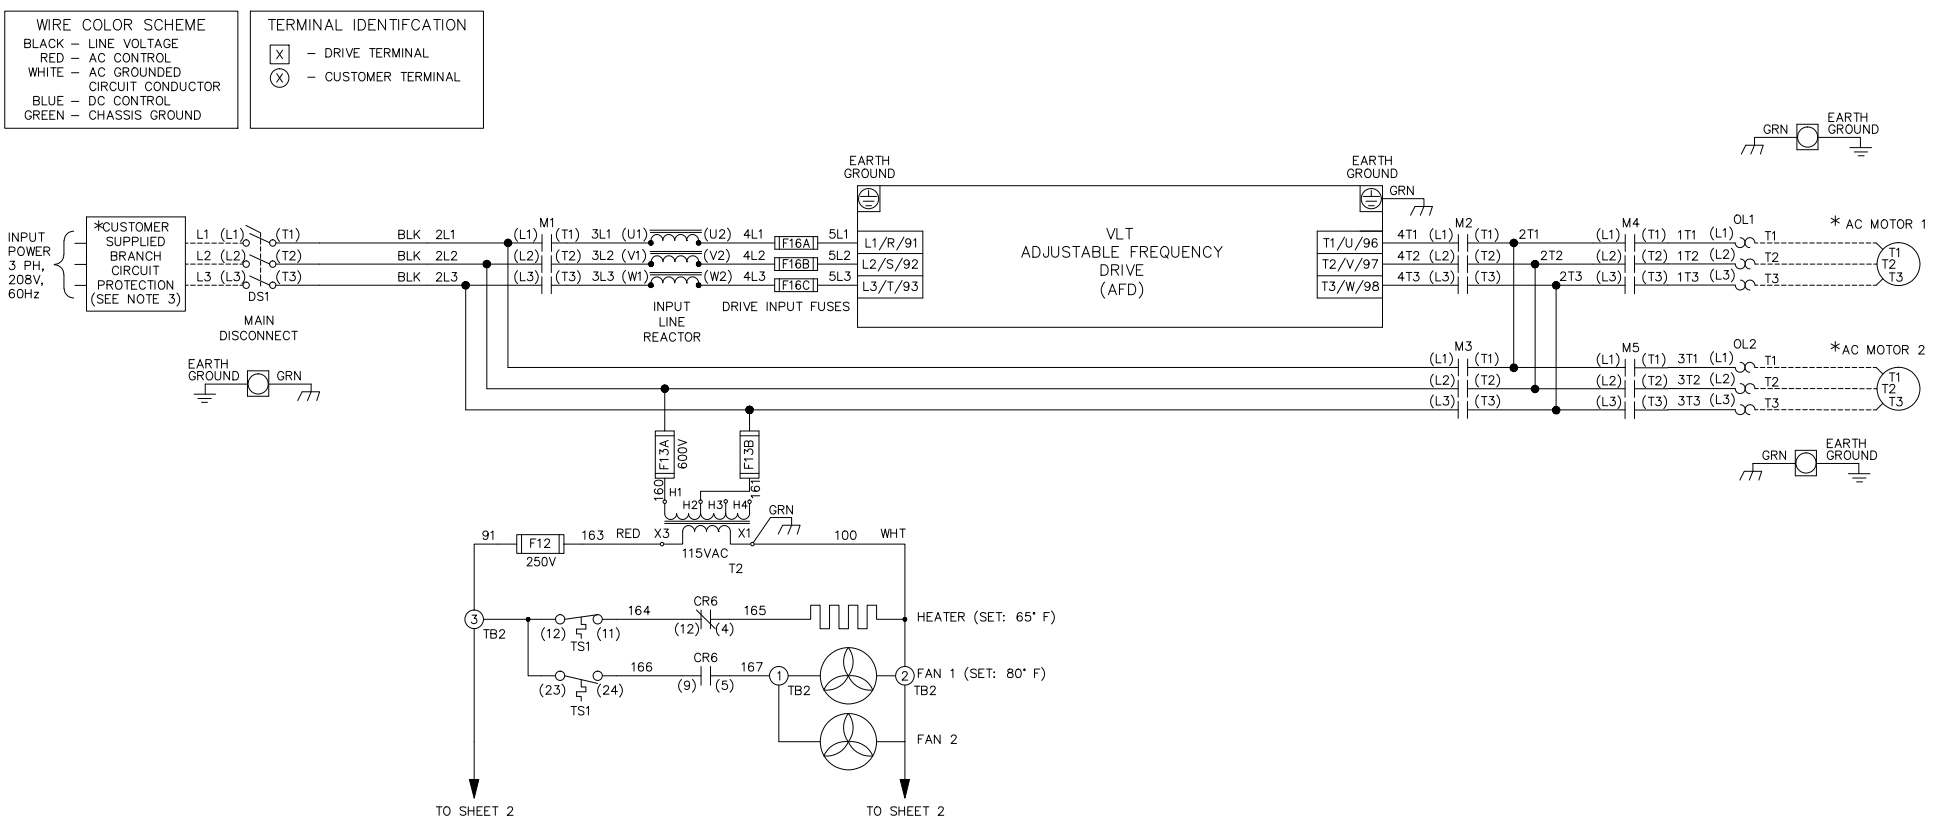 WIRE COLOR SCHEME
BLACK – LINE VOLTAGE
RED – AC CONTROL
WHITE – AC GROUNDED
CIRCUIT CONDUCTOR
BLUE – DC CONTROL
GREEN – CHASSIS GROUND
TERMINAL IDENTIFCATION
X – DRIVE TERMINAL
X – CUSTOMER TERMINAL
GRN
EARTH
GROUND
INPUT
POWER
3 PH,
208V,
60Hz
*CUSTOMER
SUPPLIED
BRANCH
CIRCUIT
PROTECTION
(SEE NOTE 3)
L1 (L1) (T1) BLK 2L1 (L1) M1 (T1) 3L1 (U1) (U2) 4L1 F16A 5L1 L1/R/91
L2 (L2) (T2) BLK 2L2 (L2) (T2) 3L2 (V1) (V2) 4L2 F16B 5L2 L2/S/92
L3 (L3) (T3) BLK 2L3 (L3) (T3) 3L3 (W1) (W2) 4L3 F16C 5L3 L3/T/93
DS1
MAIN
DISCONNECT
INPUT
LINE
REACTOR
DRIVE INPUT FUSES
EARTH
GROUND
VLT
ADJUSTABLE FREQUENCY
DRIVE
(AFD)
EARTH
GROUND
GRN
T1/U/96 4T1 (L1) M2 (T1) 2T1 (L1) M4 (T1) 1T1 (L1) OL1 T1
T2/V/97 4T2 (L2) (T2) 2T2 (L2) (T2) 1T2 (L2) T2
T3/W/98 4T3 (L3) (T3) 2T3 (L3) (T3) 1T3 (L3) T3
* AC MOTOR 1
T1
T2
T3
EARTH
GROUND
GRN
(L1) M3 (T1) (L1) M5 (T1) 3T1 (L1) OL2 T1
(L2) (T2) (L2) (T2) 3T2 (L2) T2
(L3) (T3) (L3) (T3) 3T3 (L3) T3
*AC MOTOR 2
T1
T2
T3
GRN
EARTH
GROUND
F13A
600V
F13B
160
161
H1
H2 H3 H4
GRN
91 F12 163 RED X3 X1 100 WHT
250V
115VAC
T2
3
TB2
(12) (11)
TS1
164
CR6
(12) (4)
165
HEATER (SET: 65° F)
(23) (24)
TS1
166
CR6
(9) (5)
167
1
TB2
2
TB2
FAN 1 (SET: 80° F)
FAN 2
TO SHEET 2
TO SHEET 2